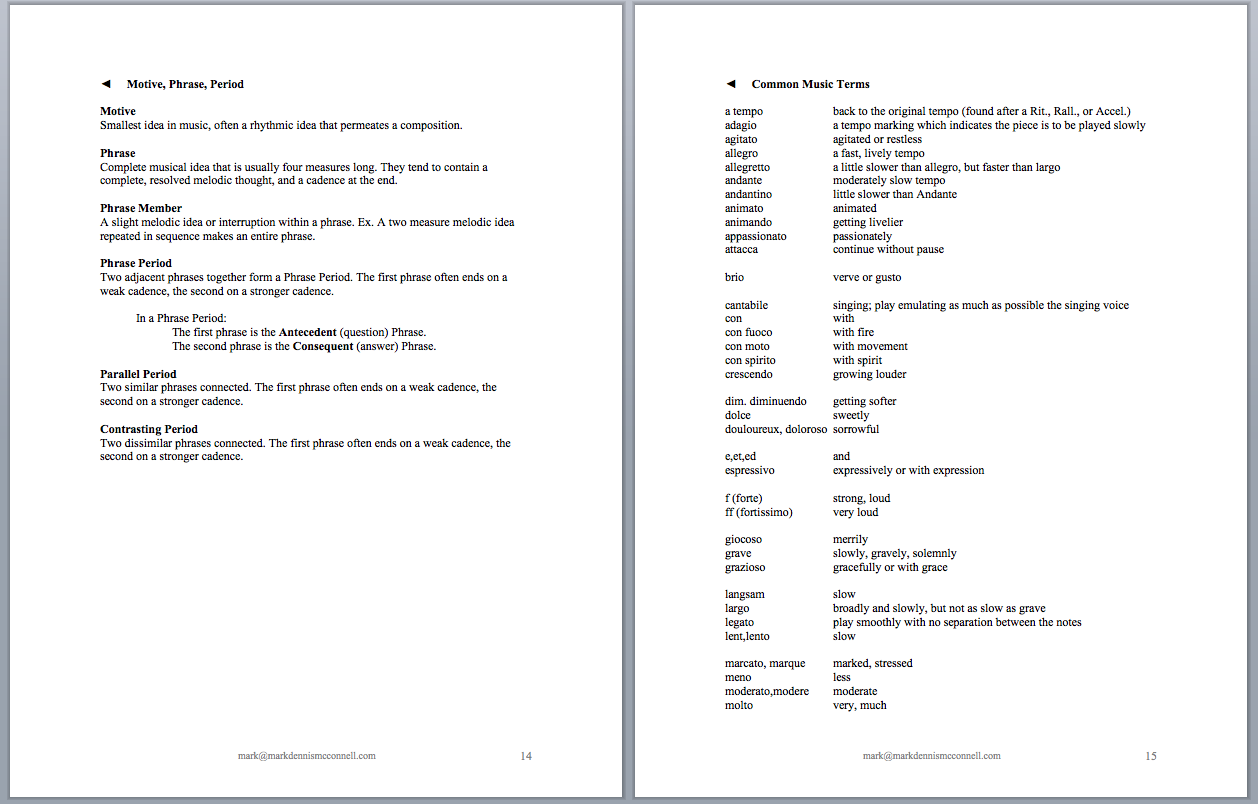 ◄ Motive, Phrase, Period
Motive
Smallest idea in music, often a rhythmic idea that permeates a composition.
Phrase
Complete musical idea that is usually four measures long. They tend to contain a
complete, resolved melodic thought, and a cadence at the end.
Phrase Member
A slight melodic idea or interruption within a phrase. Ex. A two measure melodic idea
repeated in sequence makes an entire phrase.
Phrase Period
Two adjacent phrases together form a Phrase Period. The first phrase often ends on a
weak cadence, the second on a stronger cadence.
In a Phrase Period:
The first phrase is the Antecedent (question) Phrase.
The second phrase is the Consequent (answer) Phrase.
Parallel Period
Two similar phrases connected. The first phrase often ends on a weak cadence, the
second on a stronger cadence.
Contrasting Period
Two dissimilar phrases connected. The first phrase often ends on a weak cadence, the
second on a stronger cadence.
mark@markdennismcconnell.com 14
◄ Common Music Terms
a tempo back to the original tempo (found after a Rit., Rall., or Accel.)
adagio a tempo marking which indicates the piece is to be played slowly
agitato agitated or restless
allegro a fast, lively tempo
allegretto a little slower than allegro, but faster than largo
andante moderately slow tempo
andantino little slower than Andante
animato animated
animando getting livelier
appassionato passionately
attacca continue without pause
brio verve or gusto
cantabile singing; play emulating as much as possible the singing voice
con with
con fuoco with fire
con moto with movement
con spirito with spirit
crescendo growing louder
dim. diminuendo getting softer
dolce sweetly
douloureux, doloroso sorrowful
e,et,ed and
espressivo expressively or with expression
f (forte) strong, loud
ff (fortissimo) very loud
giocoso merrily
grave slowly, gravely, solemnly
grazioso gracefully or with grace
langsam slow
largo broadly and slowly, but not as slow as grave
legato play smoothly with no separation between the notes
lent,lento slow
marcato, marque marked, stressed
meno less
moderato,modere moderate
molto very, much
mark@markdennismcconnell.com 15